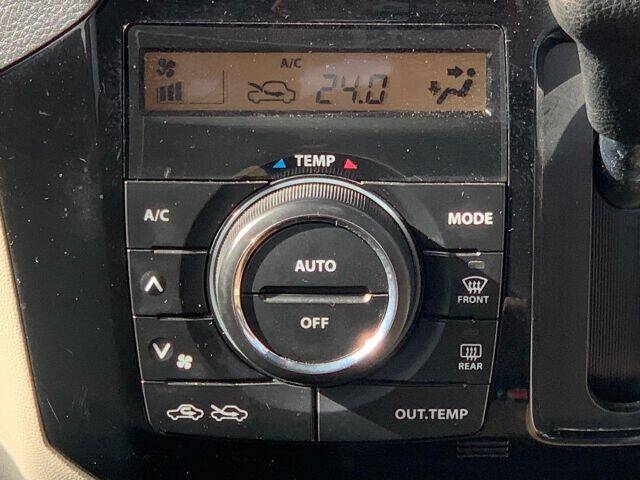 A/C
24.0
TEMP
A/C
MODE
AUTO
OFF
FRONT
REAR
OUT.TEMP